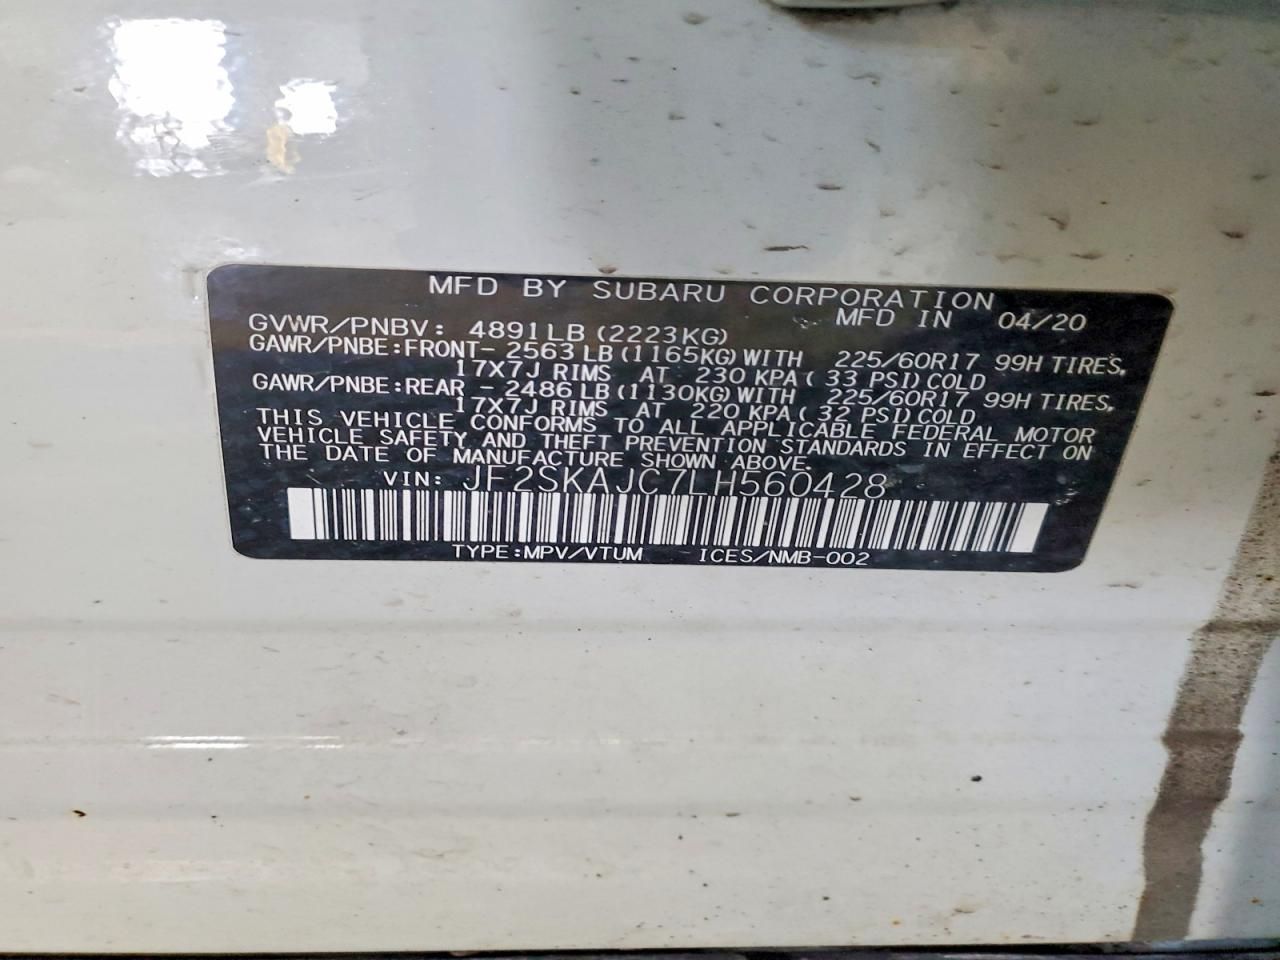 MFD BY SUBARU CORPORATION
MFD IN 04/20
GVWR/PNBV: 4891LB (2223KG)
GAWR/PNBE:FRONT- 2563 LB (1165KG) WITH 225/60R17 99H TIRES,
17X7J RIMS AT 230 KPA ( 33 PSI) COLD
GAWR/PNBE:REAR - 2486 LB (1130KG) WITH 225/60R17 99H TIRES,
17X7J RIMS AT 220 KPA ( 32 PSI) COLD
THIS VEHICLE CONFORMS TO ALL APPLICABLE FEDERAL MOTOR
VEHICLE SAFETY AND THEFT PREVENTION STANDARDS IN EFFECT ON
THE DATE OF MANUFACTURE SHOWN ABOVE.
VIN: JF2SKAJC7LH560428
TYPE:MPV/VTUM ICES/NMB-002